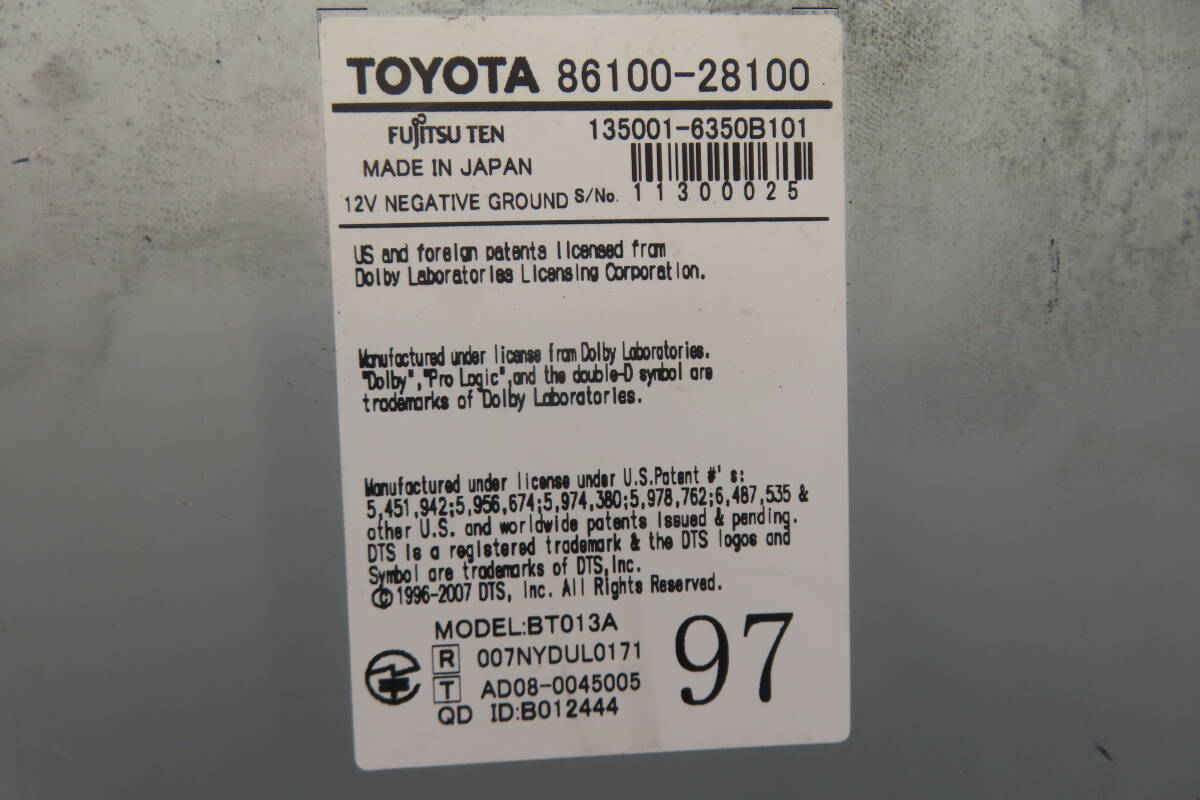 TOYOTA 86100-28100
FUJITSU TEN 135001-6350B101
MADE IN JAPAN
12V NEGATIVE GROUND S/No. 11300025
US and foreign patents licensed from
Dolby Laboratories Licensing Corporation.
Manufactured under license from Dolby Laboratories.
"Dolby","Pro Logic",and the double-D symbol are
trademarks of Dolby Laboratories.
Manufactured under license under U.S.Patent #'s:
5,451,942;5,956,674;5,974,380;5,978,762;6,487,535 &
other U.S. and worldwide patents issued & pending.
DTS is a registered trademark & the DTS logos and
Symbol are trademarks of DTS,Inc.
©1996-2007 DTS, Inc. All Rights Reserved.
MODEL:BT013A
R 007NYDUL0171
T AD08-0045005
QD ID:B012444
97